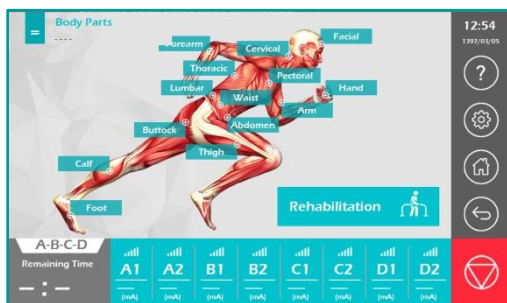 Body Parts
----
12:54
1397/03/05
Forearm
Cervical
Facial
Thoracic
Pectoral
Lumbar
Waist
Hand
Arm
Buttock
Abdomen
Thigh
Calf
Foot
Rehabilitation
?
A-B-C-D
Remaining Time
--:--
A1 A2 B1 B2 C1 C2 D1 D2
(mA) (mA) (mA) (mA) (mA) (mA) (mA) (mA)